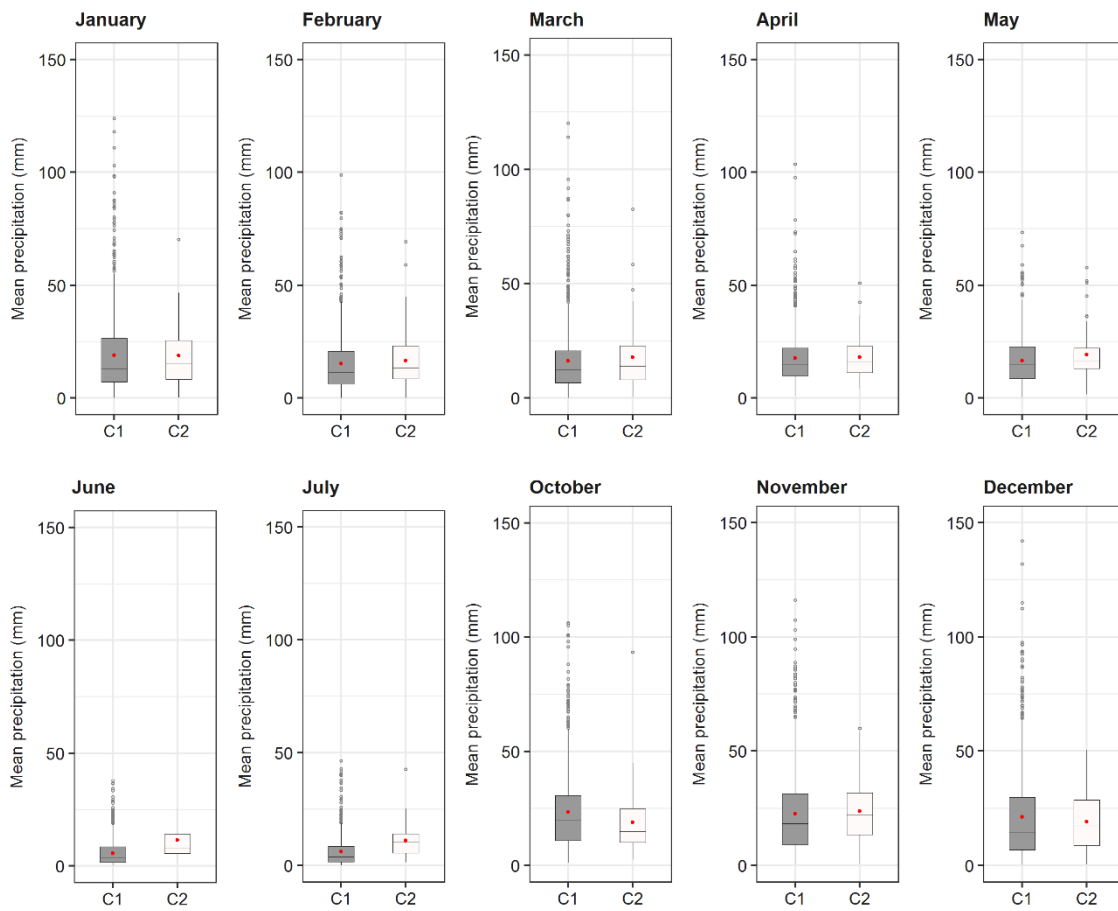 January
February
March
April
May
Mean precipitation (mm)
150
100
50
0
C1
C2
Mean precipitation (mm)
150
100
50
0
C1
C2
Mean precipitation (mm)
150
100
50
0
C1
C2
Mean precipitation (mm)
150
100
50
0
C1
C2
Mean precipitation (mm)
150
100
50
0
C1
C2
June
July
October
November
December
Mean precipitation (mm)
150
100
50
0
C1
C2
Mean precipitation (mm)
150
100
50
0
C1
C2
Mean precipitation (mm)
150
100
50
0
C1
C2
Mean precipitation (mm)
150
100
50
0
C1
C2
Mean precipitation (mm)
150
100
50
0
C1
C2